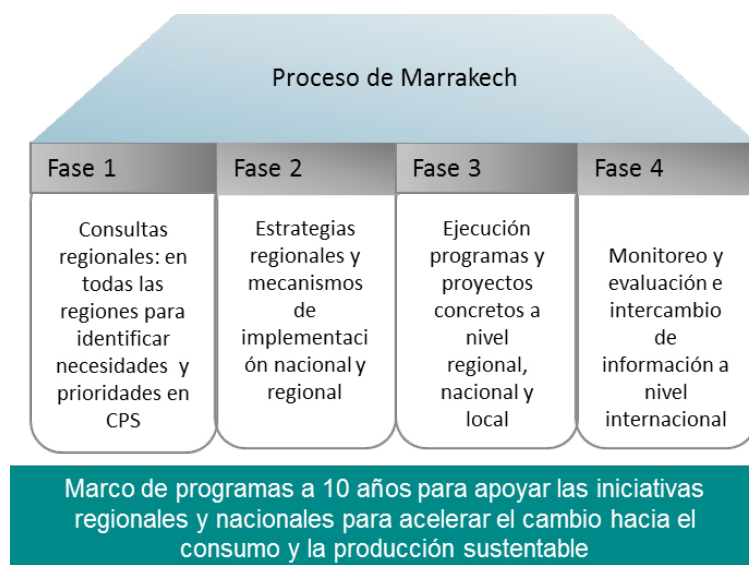 Proceso de Marrakech
Fase 1
Fase 2
Fase 3
Fase 4
Consultas
regionales: en
todas las
regiones para
identificar
necesidades y
prioridades en
CPS
Estrategias
regionales y
mecanismos
de
implementaci
ón nacional y
regional
Ejecución
programas y
proyectos
concretos a
nivel
regional,
nacional y
local
Monitoreo y
evaluación e
intercambio
de
información a
nivel
internacional
Marco de programas a 10 años para apoyar las iniciativas
regionales y nacionales para acelerar el cambio hacia el
consumo y la producción sustentable